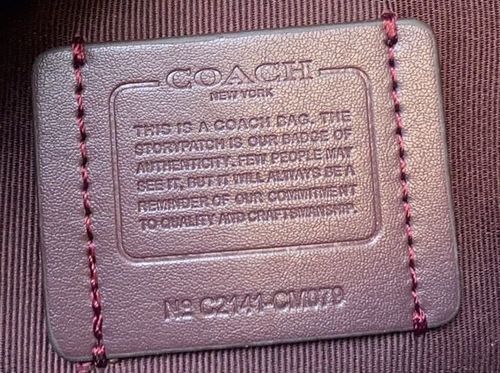 COACH
NEW YORK
THIS IS A COACH BAG. THE
STORYPATCH IS OUR BADGE OF
AUTHENTICITY. FEW PEOPLE MAY
SEE IT, BUT IT WILL ALWAYS BE A
REMINDER OF OUR COMMITMENT
TO QUALITY AND CRAFTSMANSHIP.
Nº C2141-CM079